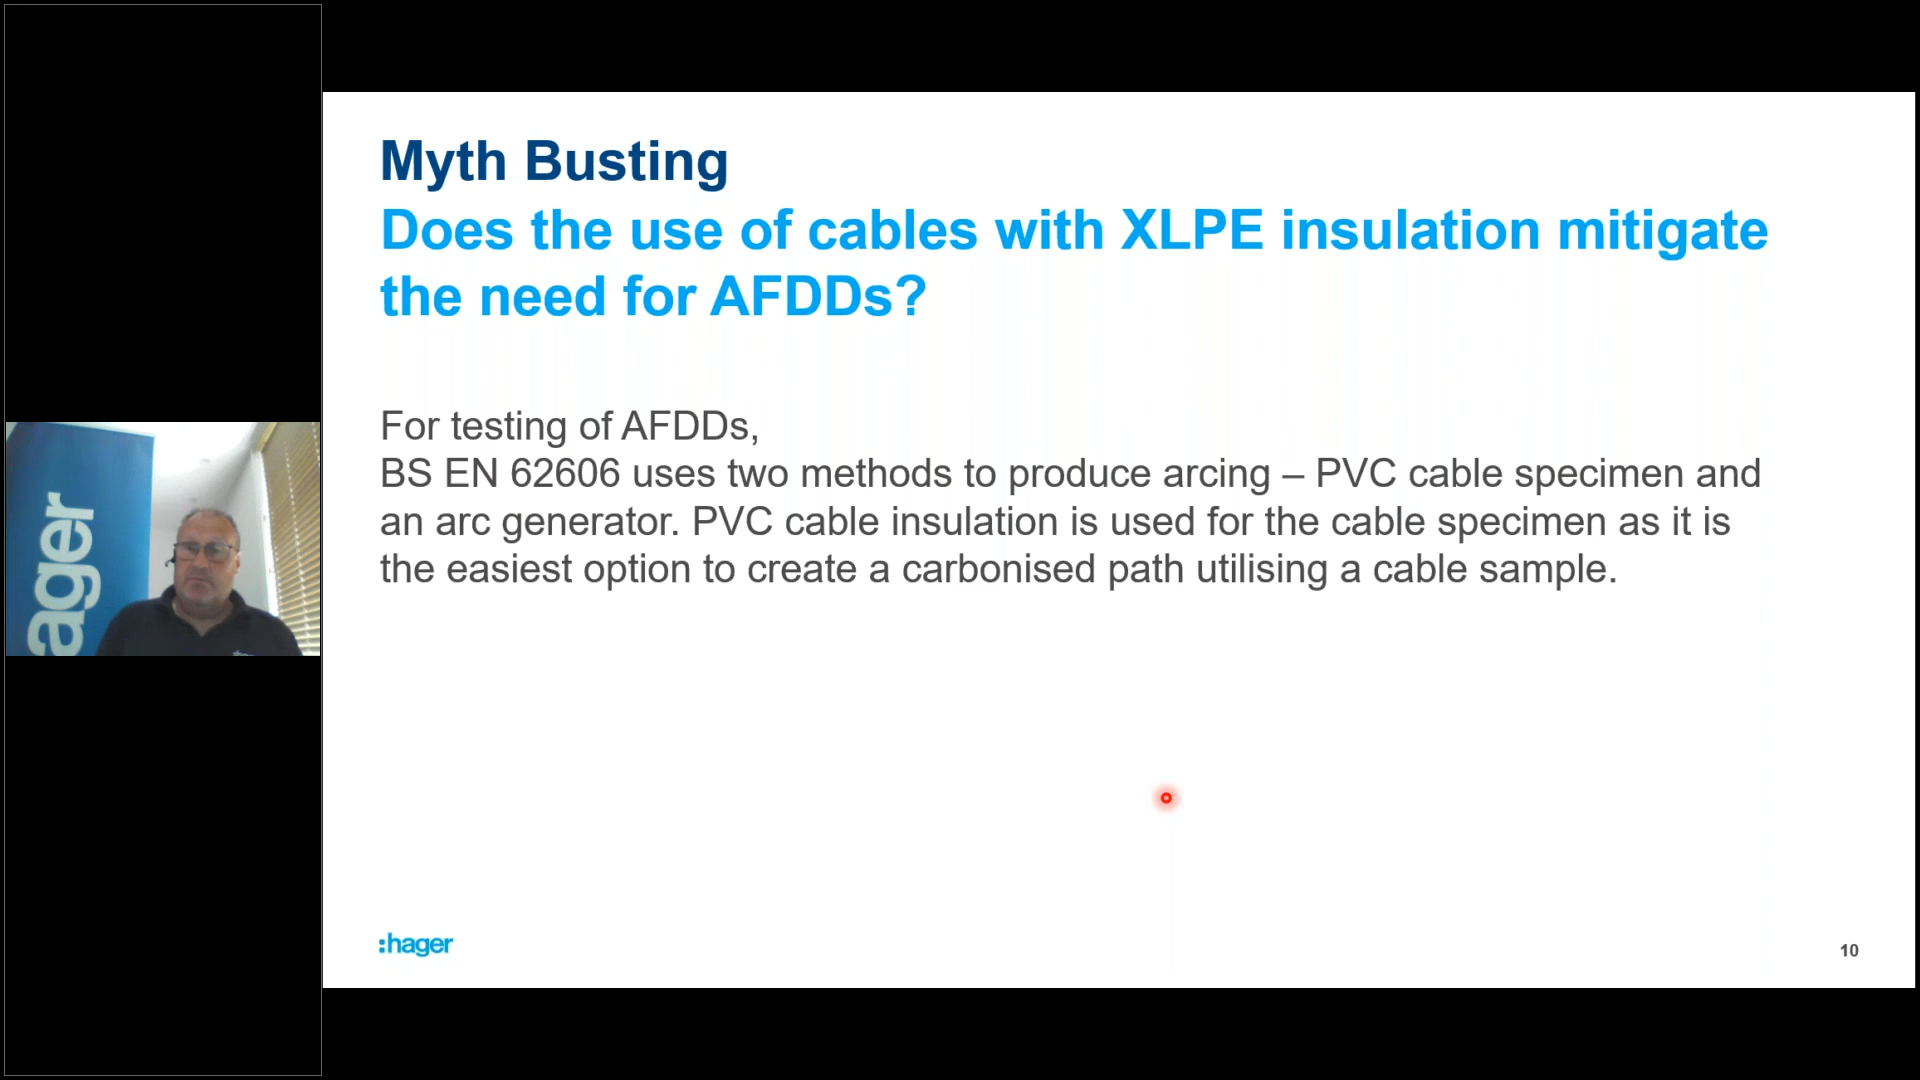 Myth Busting
Does the use of cables with XLPE insulation mitigate
the need for AFDDs?
For testing of AFDDs,
BS EN 62606 uses two methods to produce arcing – PVC cable specimen and
an arc generator. PVC cable insulation is used for the cable specimen as it is
the easiest option to create a carbonised path utilising a cable sample.
ager
:hager
10